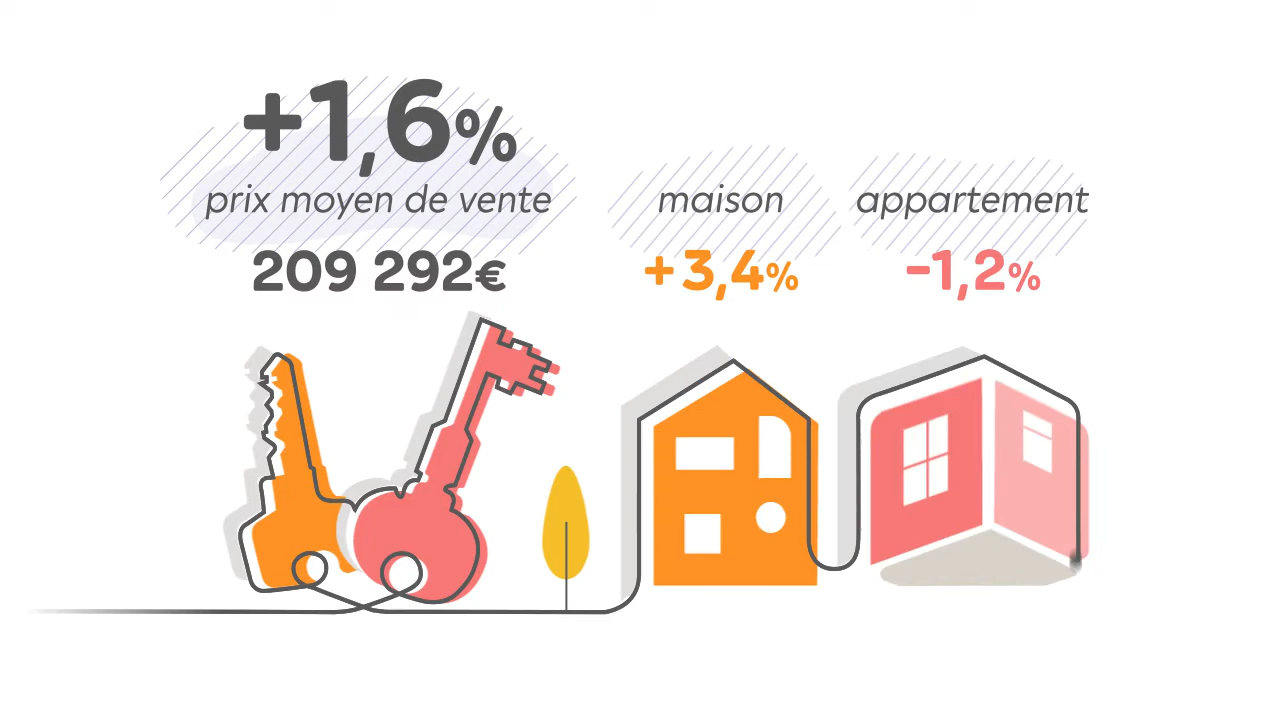 +1,6%
prix moyen de vente
209 292€
maison
+3,4%
appartement
-1,2%